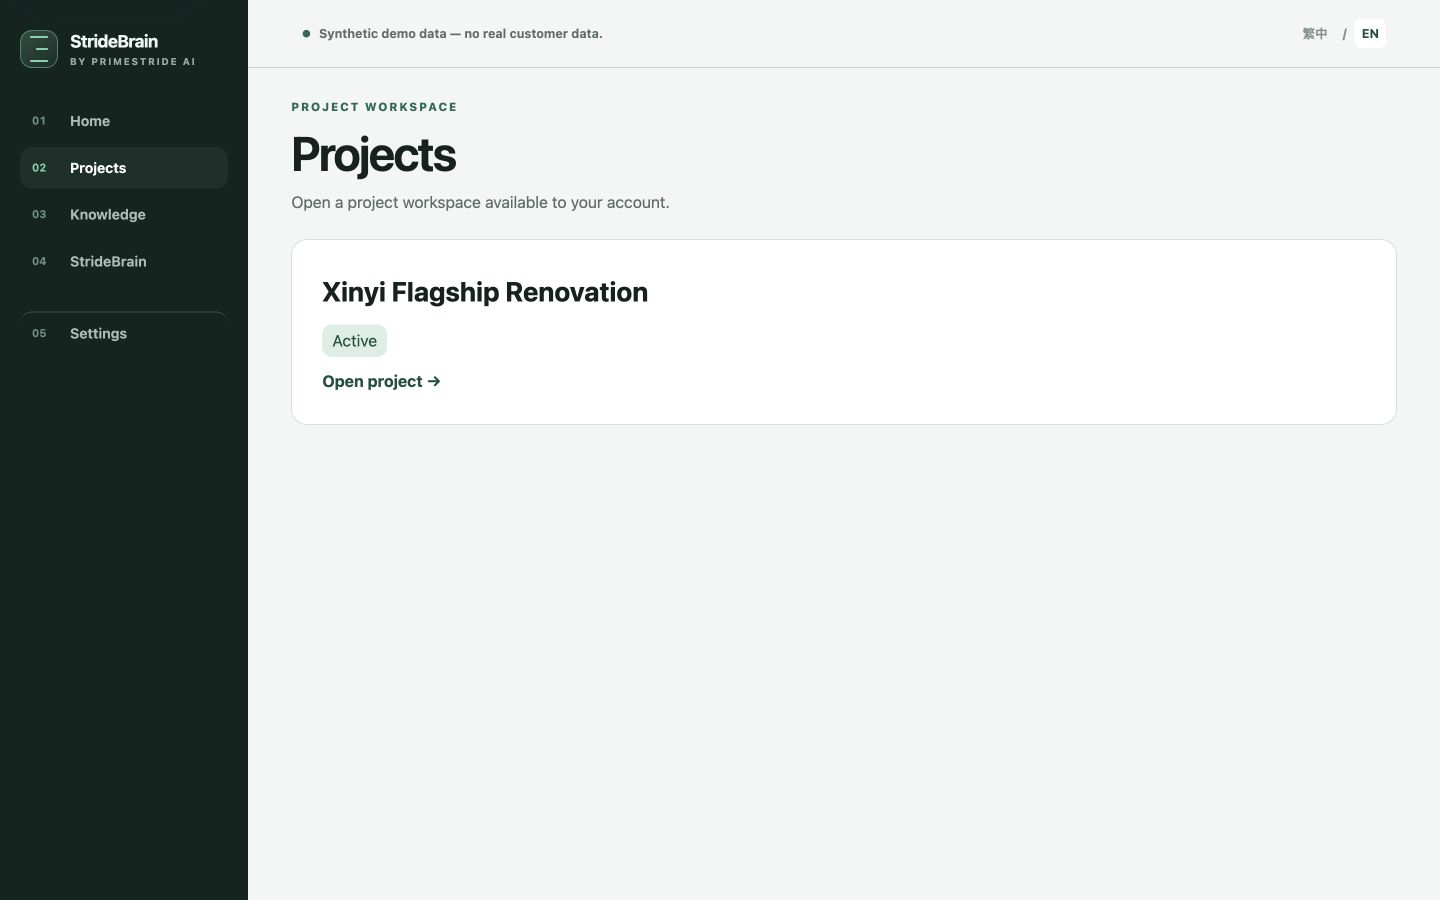 StrideBrain
BY PRIMESTRIDE AI
01 Home
02 Projects
03 Knowledge
04 StrideBrain
05 Settings
Synthetic demo data — no real customer data.
繁中 / EN
PROJECT WORKSPACE
Projects
Open a project workspace available to your account.
Xinyi Flagship Renovation
Active
Open project →